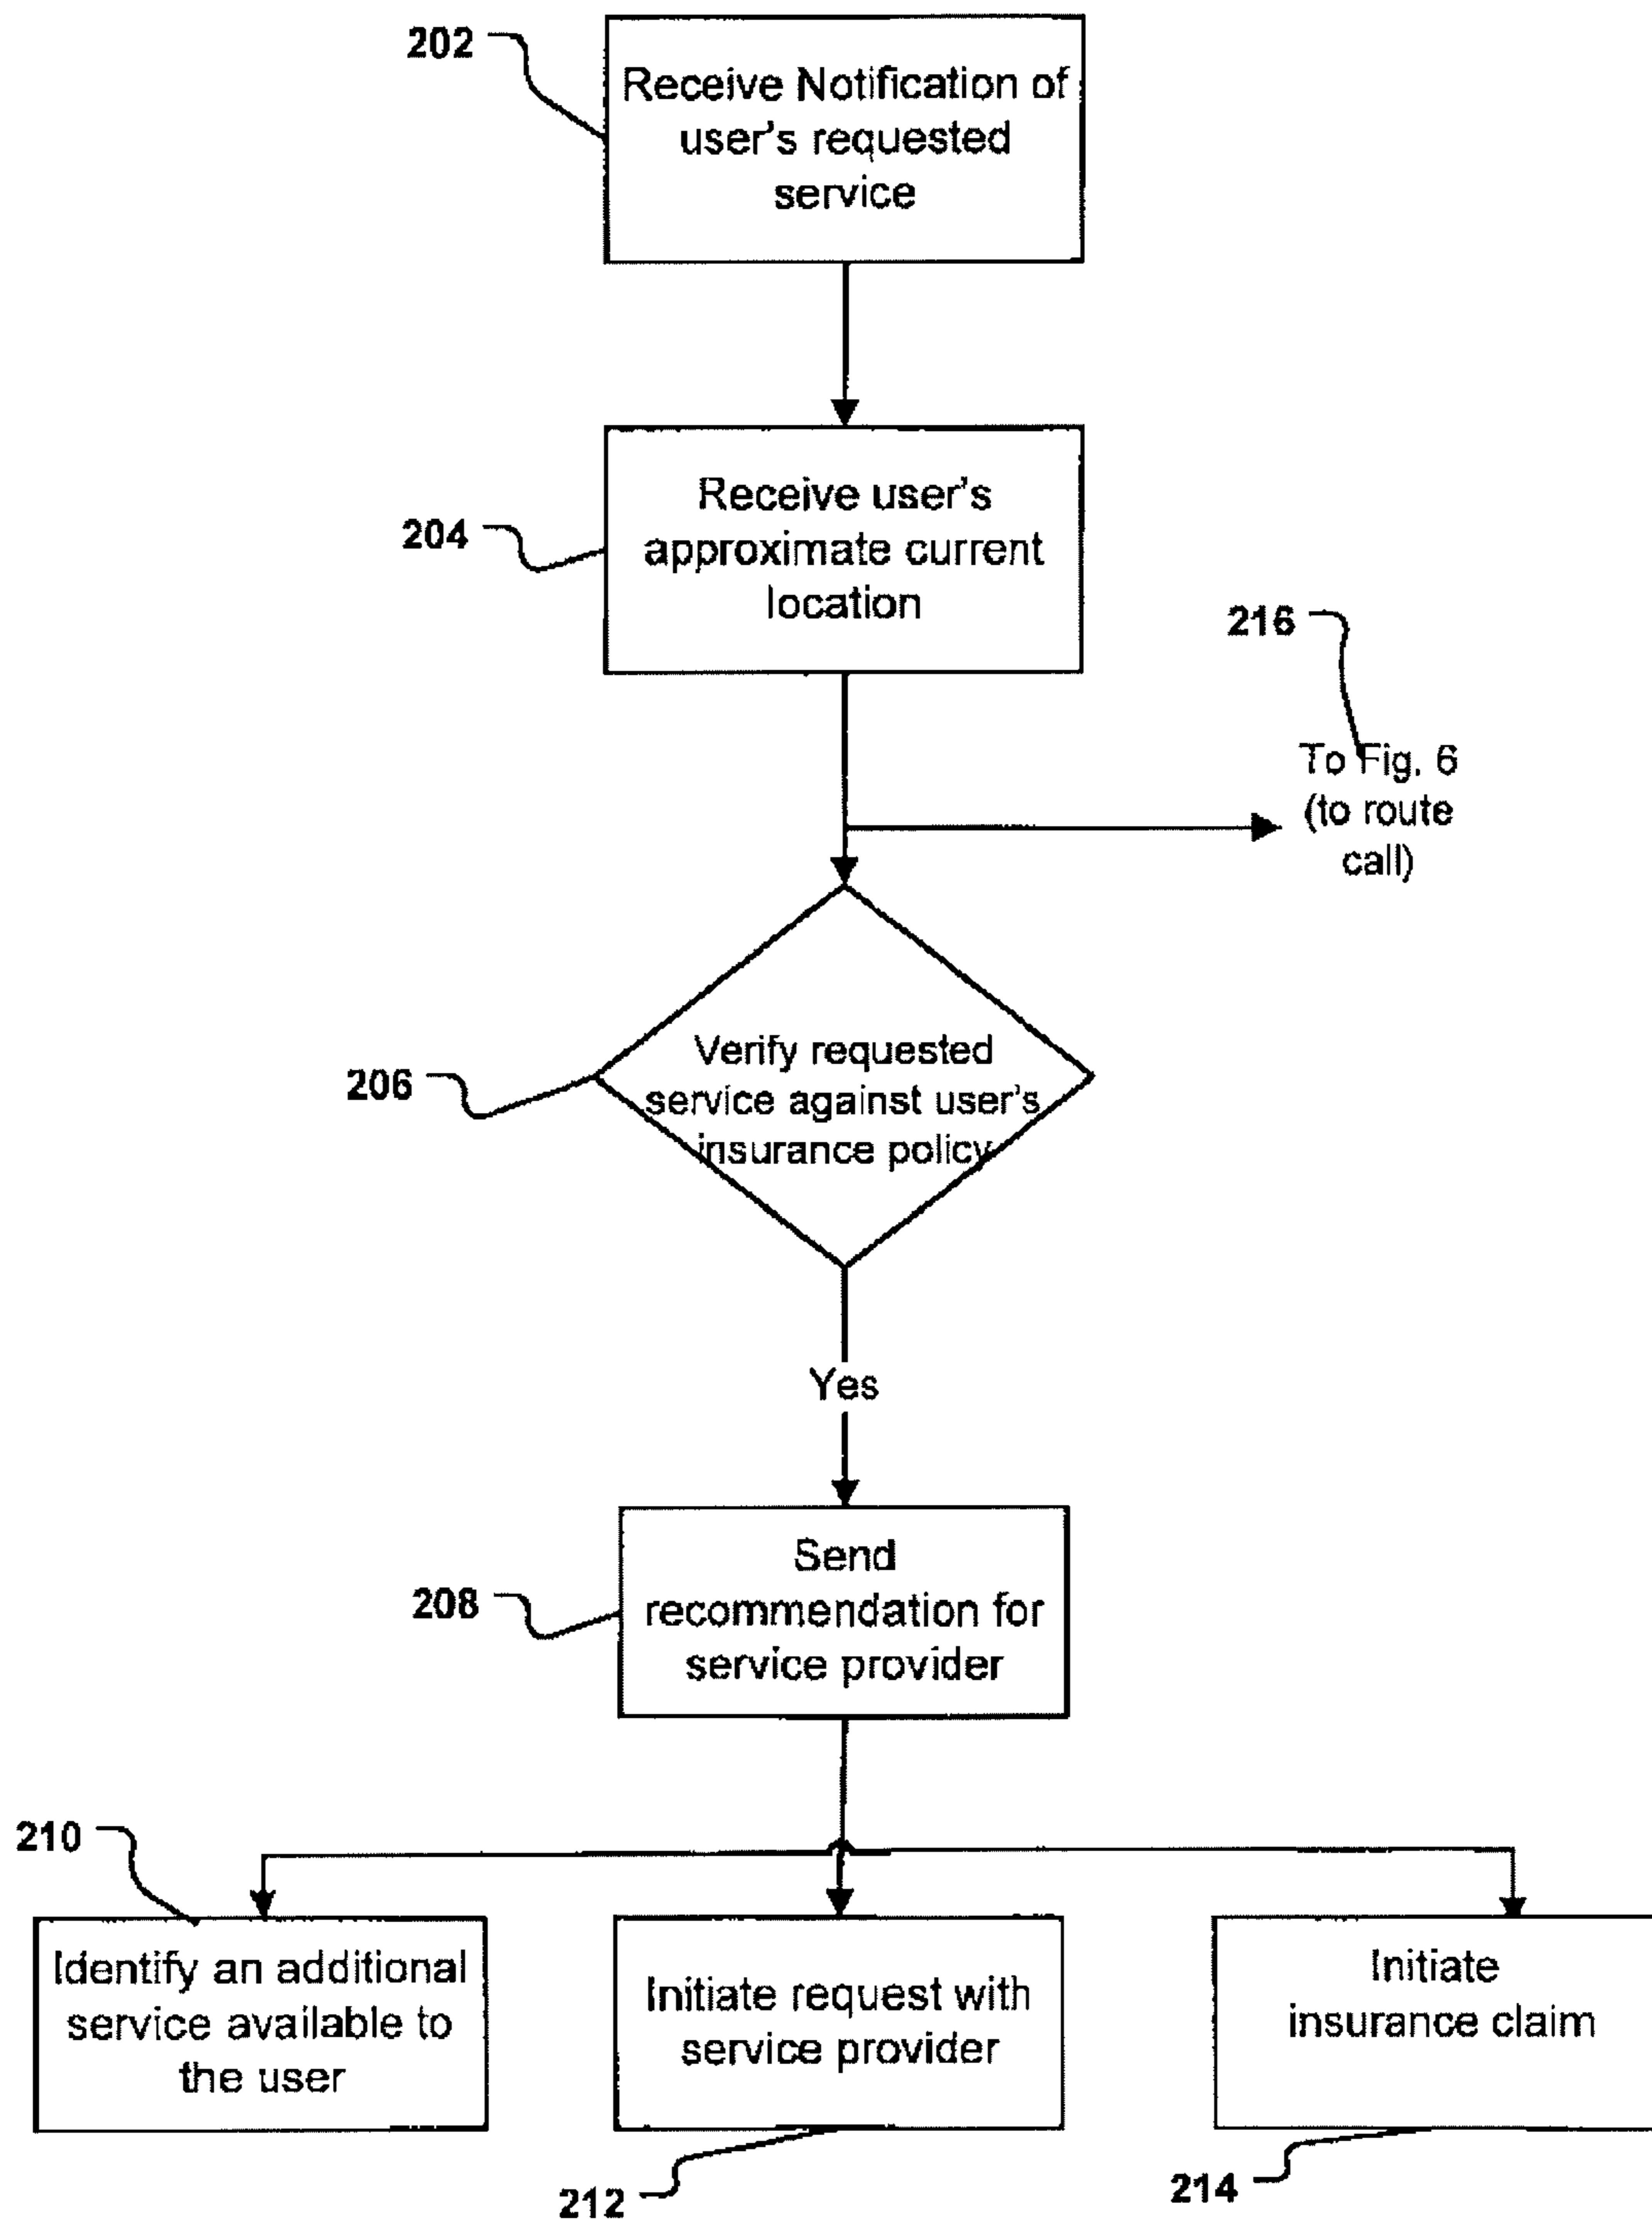 202
Receive Notification of
user's requested
service
204
Receive user's
approximate current
location
216
To Fig. 6
(to route
call)
206
Verify requested
service against user's
insurance policy
Yes
208
Send
recommendation for
service provider
210
Identify an additional
service available to
the user
Initiate request with
service provider
Initiate
insurance claim
212
214